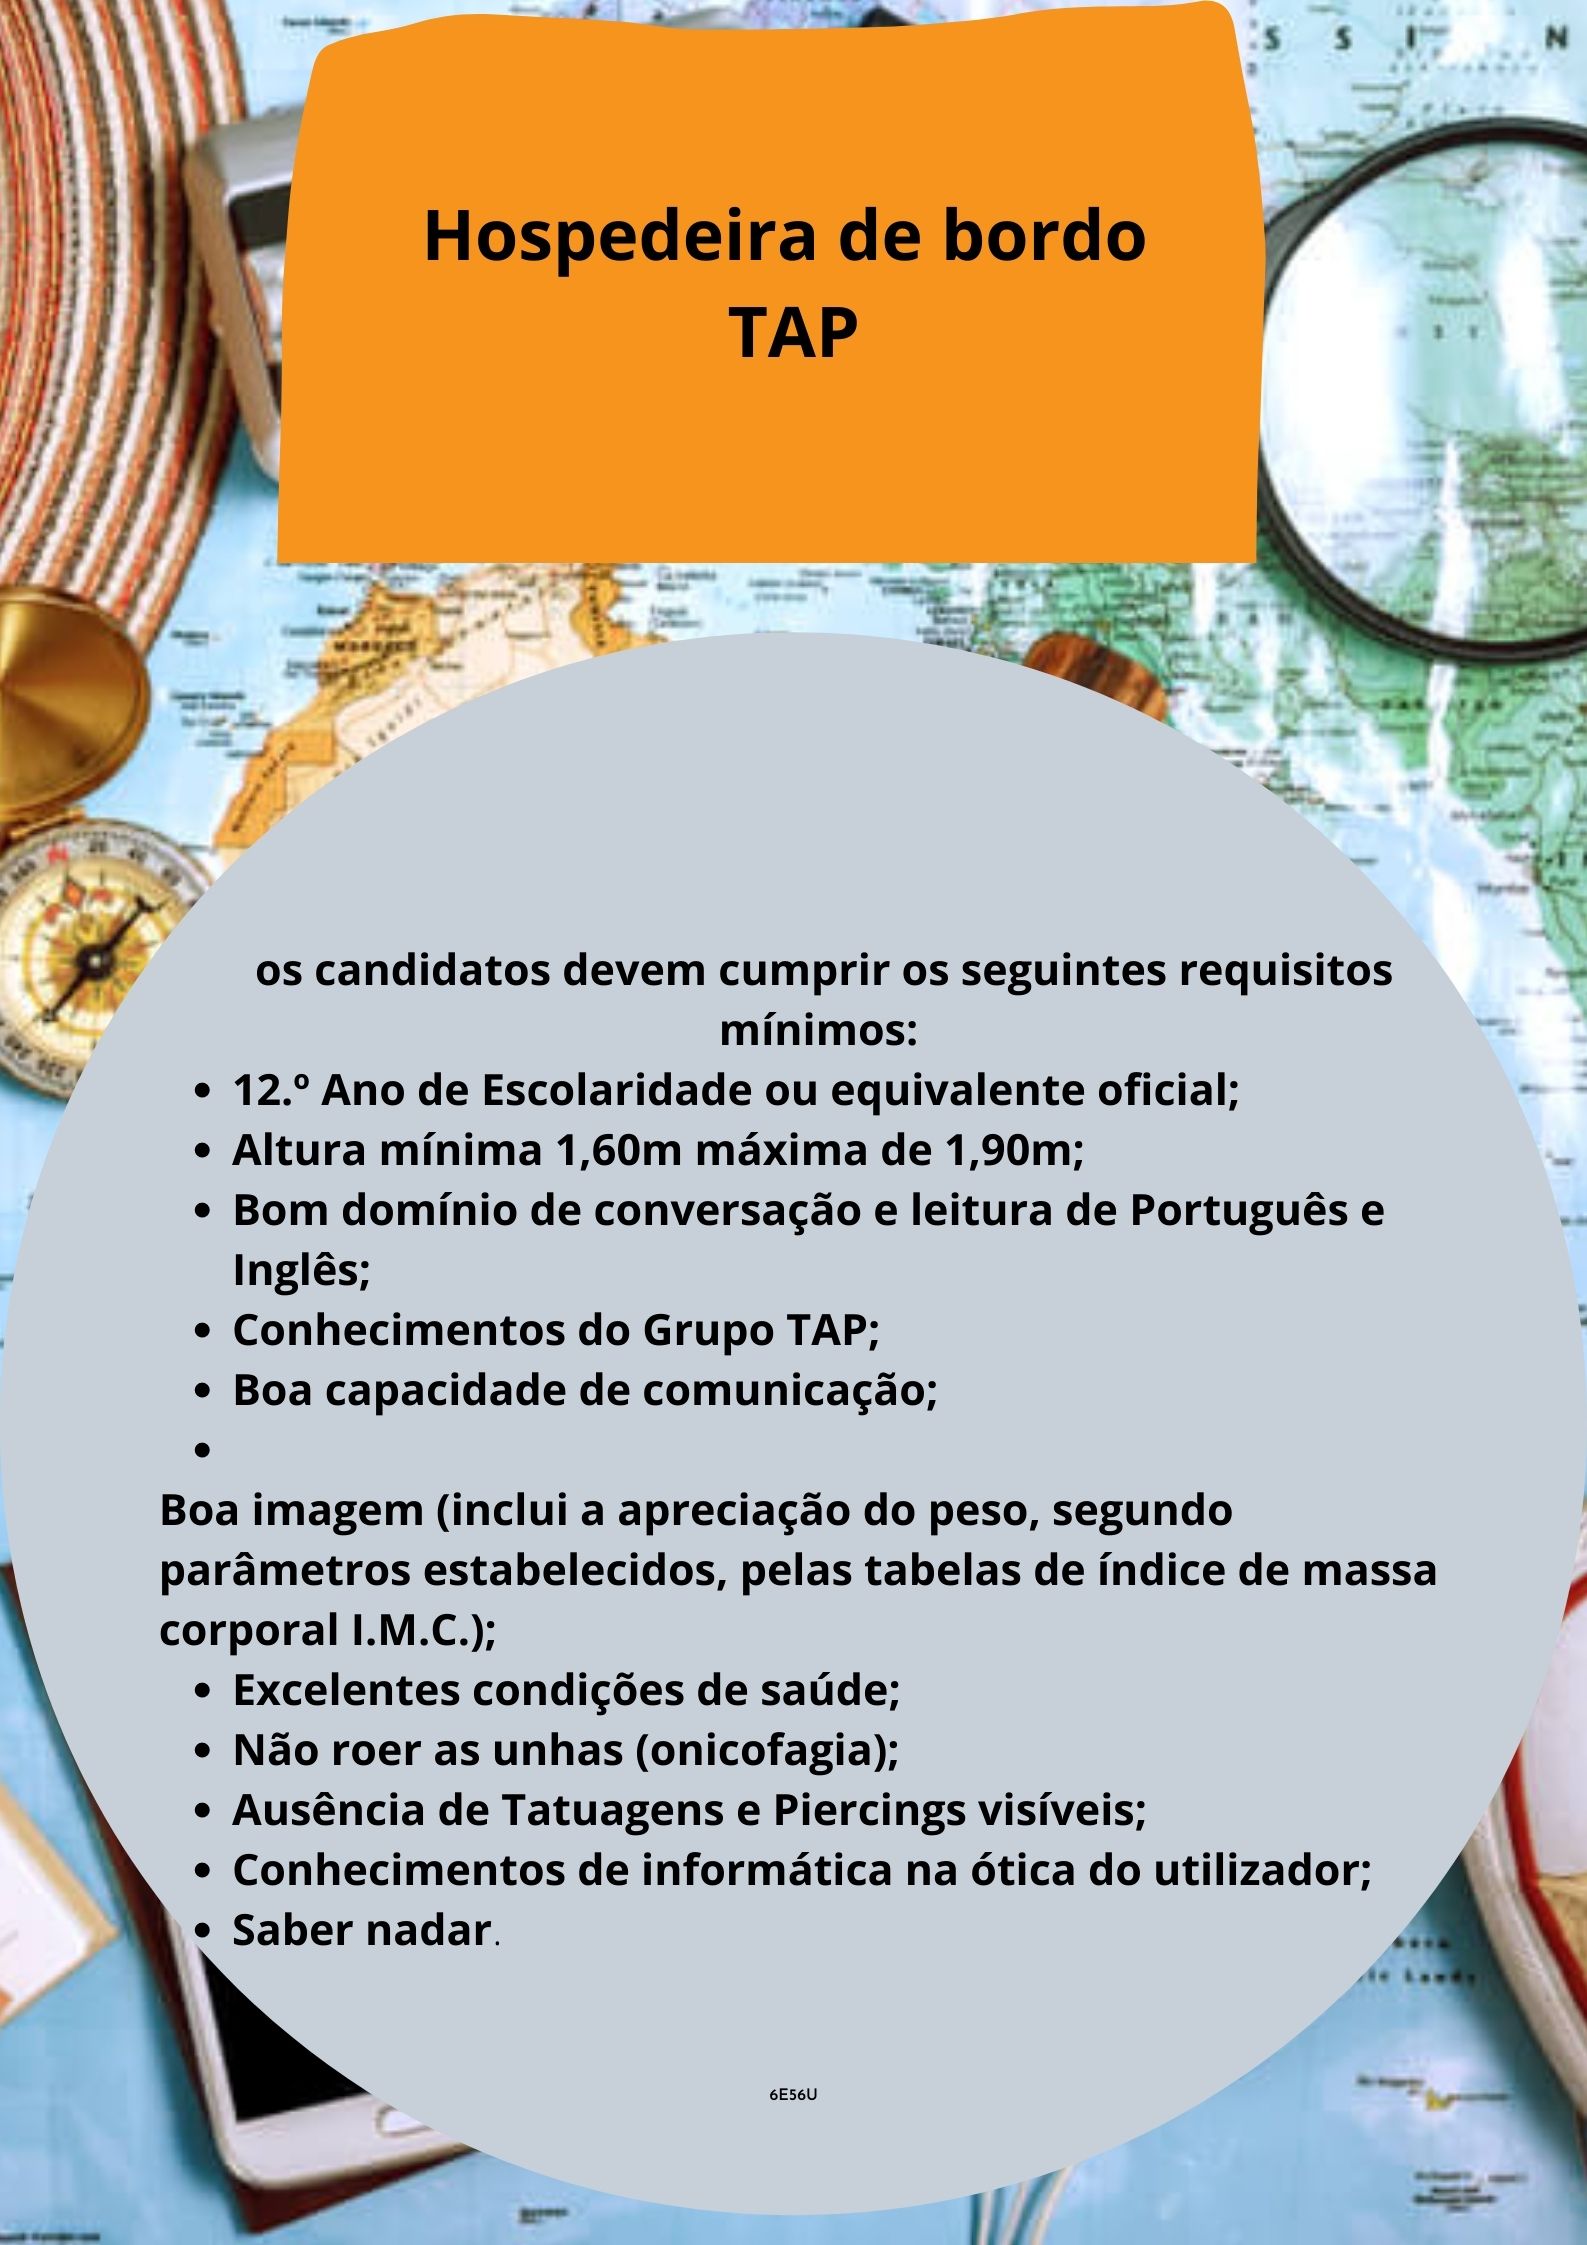 Hospedeira de bordo
TAP
os candidatos devem cumprir os seguintes requisitos
mínimos:
• 12.º Ano de Escolaridade ou equivalente oficial;
• Altura mínima 1,60m máxima de 1,90m;
• Bom domínio de conversação e leitura de Português e
Inglês;
• Conhecimentos do Grupo TAP;
• Boa capacidade de comunicação;
•
Boa imagem (inclui a apreciação do peso, segundo
parâmetros estabelecidos, pelas tabelas de índice de massa
corporal I.M.C.);
• Excelentes condições de saúde;
• Não roer as unhas (onicofagia);
• Ausência de Tatuagens e Piercings visíveis;
• Conhecimentos de informática na ótica do utilizador;
• Saber nadar.
6E56U